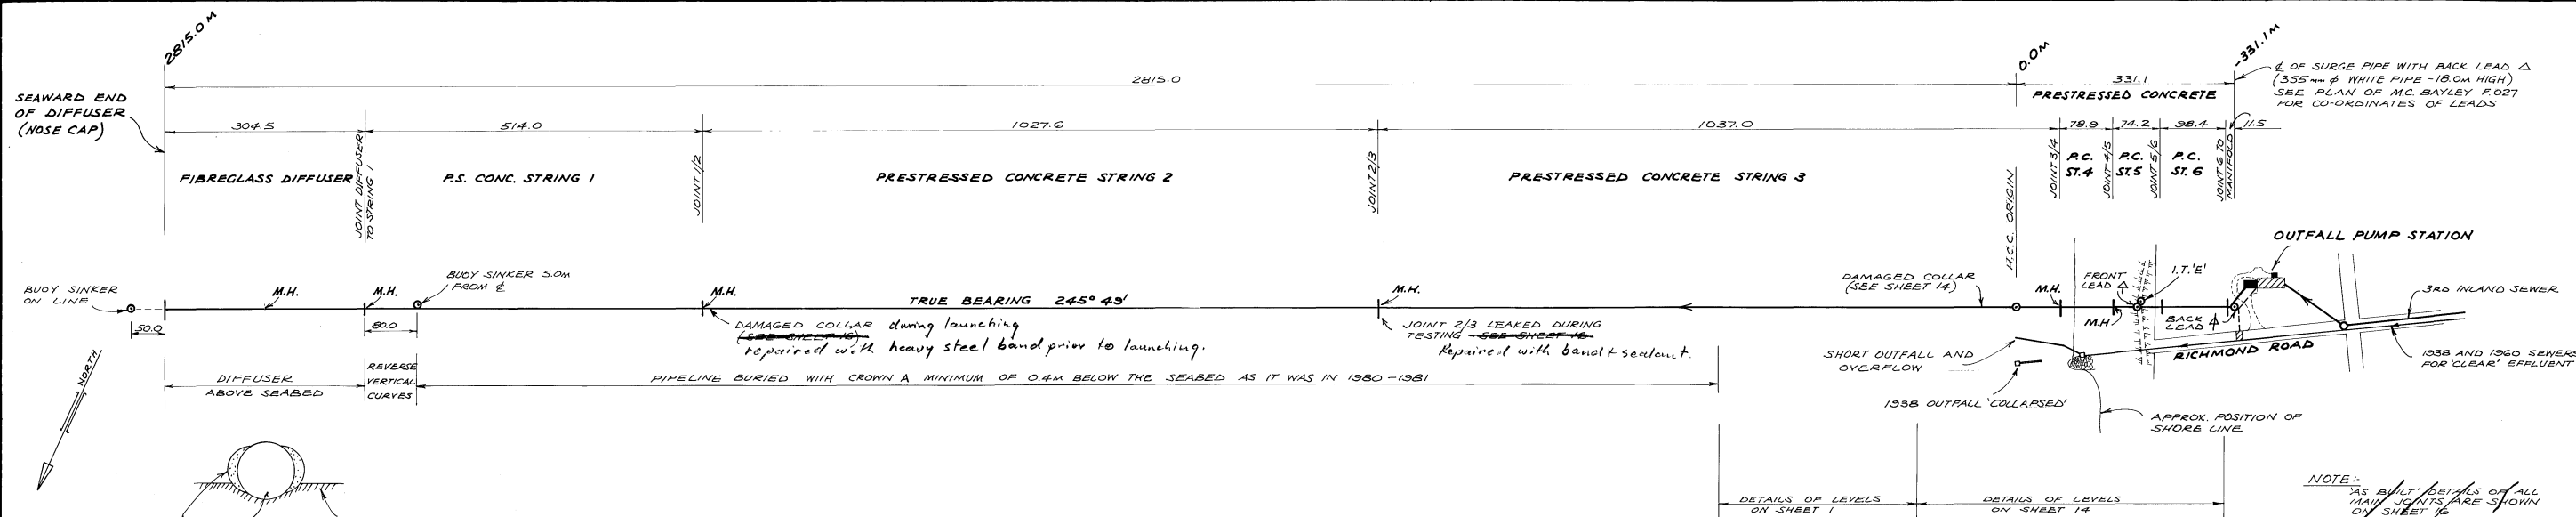 2815.0 M
0.0 M
-331.1 M
2815.0
331.1
PRESTRESSED CONCRETE
℄ OF SURGE PIPE WITH BACK LEAD △
(355 mm ϕ WHITE PIPE - 18.0m HIGH)
SEE PLAN OF M.C. BAYLEY F.027
FOR CO-ORDINATES OF LEADS
SEAWARD END
OF DIFFUSER
(NOSE CAP)
304.5
514.0
1027.6
1037.0
78.9
74.2
98.4
11.5
FIBREGLASS DIFFUSER
JOINT DIFFUSER
TO STRING 1
P.S. CONC. STRING 1
JOINT 1/2
PRESTRESSED CONCRETE STRING 2
JOINT 2/3
PRESTRESSED CONCRETE STRING 3
JOINT 3/4
P.C.
ST.4
JOINT 4/5
P.C.
ST.5
JOINT 5/6
P.C.
ST. 6
JOINT 6 TO
MANIFOLD
H.C.C. ORIGIN
OUTFALL PUMP STATION
BUOY SINKER
ON LINE
50.0
M.H.
M.H.
BUOY SINKER 5.0m
FROM ℄
80.0
M.H.
TRUE BEARING 245° 49'
M.H.
DAMAGED COLLAR
(SEE SHEET 14)
M.H.
FRONT
LEAD △
I.T. 'E'
M.H
BACK
LEAD △
3RD INLAND SEWER
DAMAGED COLLAR during launching
(SEE SHEET 16)
repaired with heavy steel band prior to launching.
JOINT 2/3 LEAKED DURING
TESTING SEE SHEET 16
Repaired with band & sealant.
SHORT OUTFALL AND
OVERFLOW
RICHMOND ROAD
1938 AND 1960 SEWERS
FOR 'CLEAR' EFFLUENT
NORTH
DIFFUSER
ABOVE SEABED
REVERSE
VERTICAL
CURVES
PIPELINE BURIED WITH CROWN A MINIMUM OF 0.4m BELOW THE SEABED AS IT WAS IN 1980-1981
1938 OUTFALL 'COLLAPSED'
APPROX. POSITION OF
SHORE LINE
DETAILS OF LEVELS
ON SHEET 1
DETAILS OF LEVELS
ON SHEET 14
NOTE:-
'AS BUILT' DETAILS OF ALL
MAIN JOINTS ARE SHOWN
ON SHEET 16